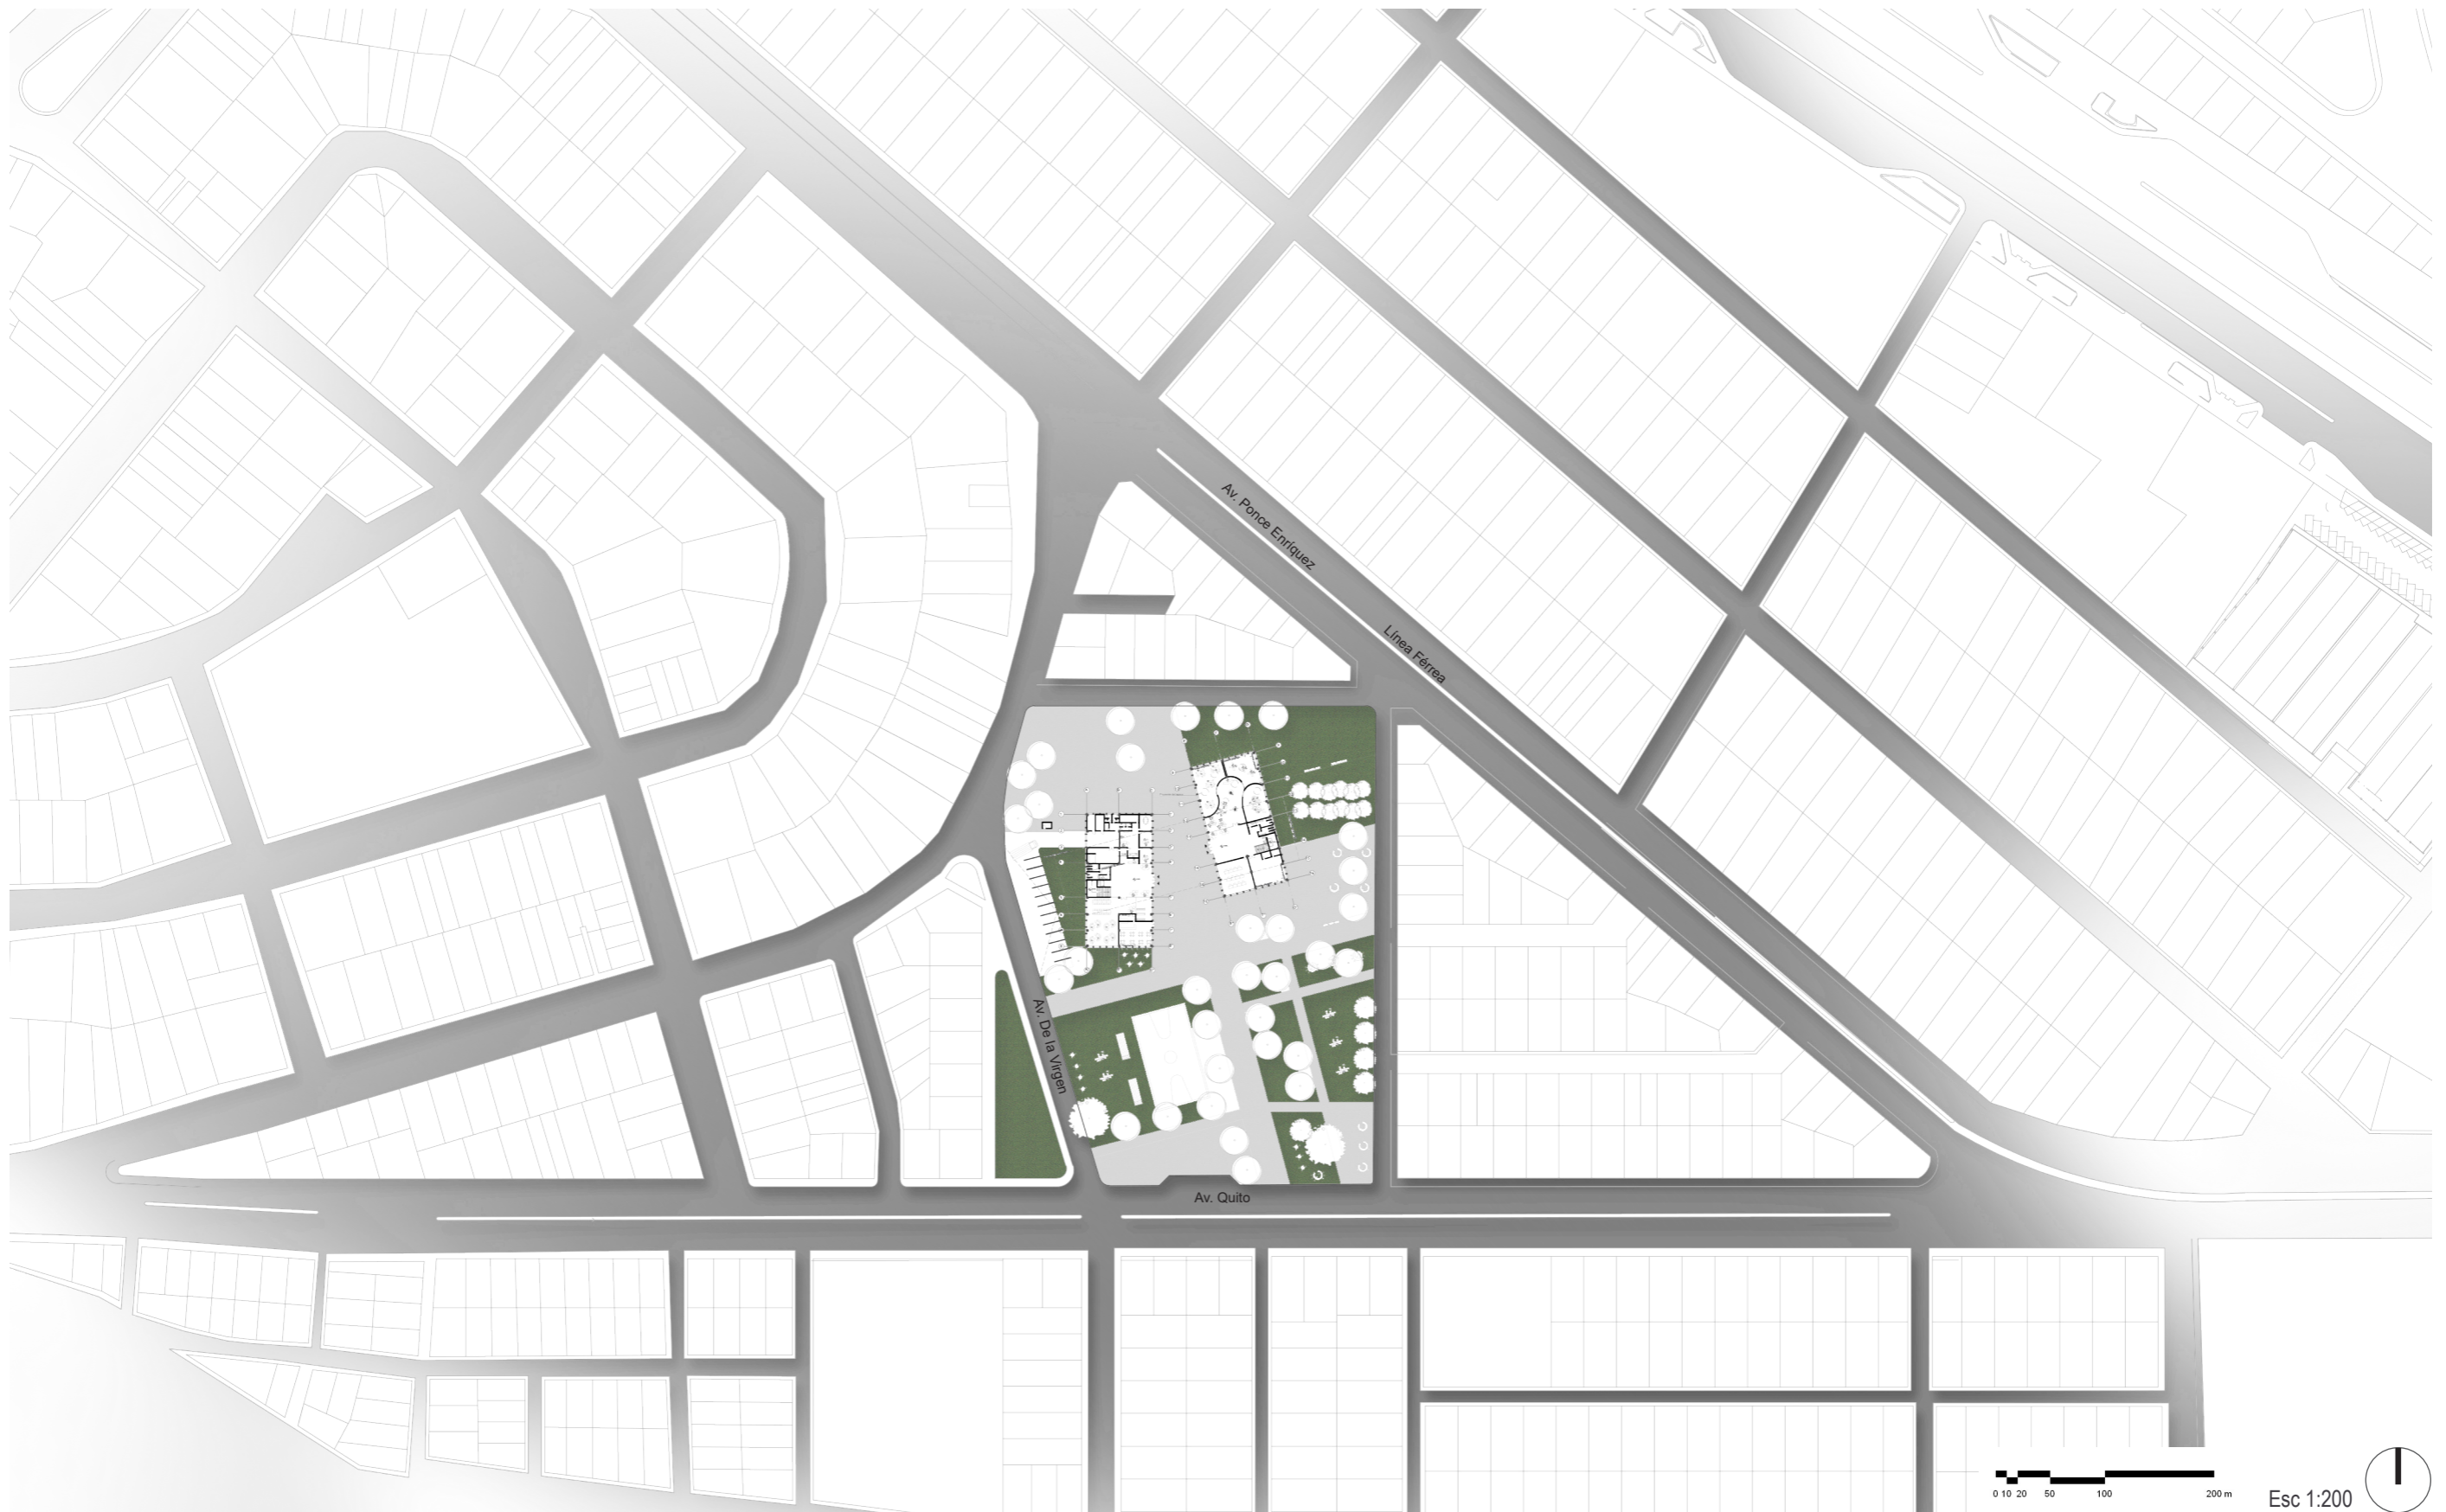 Av. Ponce Enríquez
Línea Férrea
Av. De la Virgen
Av. Quito
0 10 20 50 100 200 m
Esc 1:200